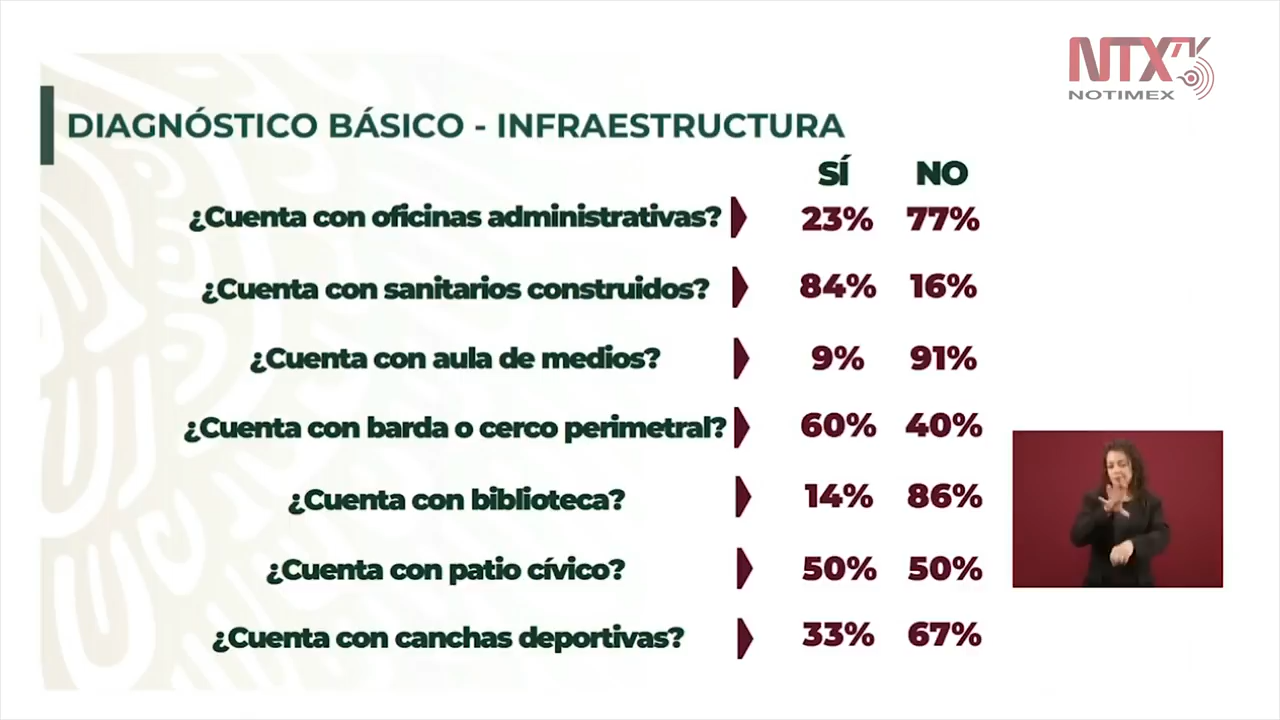 NTX
NOTIMEX
DIAGNÓSTICO BÁSICO - INFRAESTRUCTURA
SÍ NO
¿Cuenta con oficinas administrativas? 23% 77%
¿Cuenta con sanitarios construidos? 84% 16%
¿Cuenta con aula de medios? 9% 91%
¿Cuenta con barda o cerco perimetral? 60% 40%
¿Cuenta con biblioteca? 14% 86%
¿Cuenta con patio cívico? 50% 50%
¿Cuenta con canchas deportivas? 33% 67%